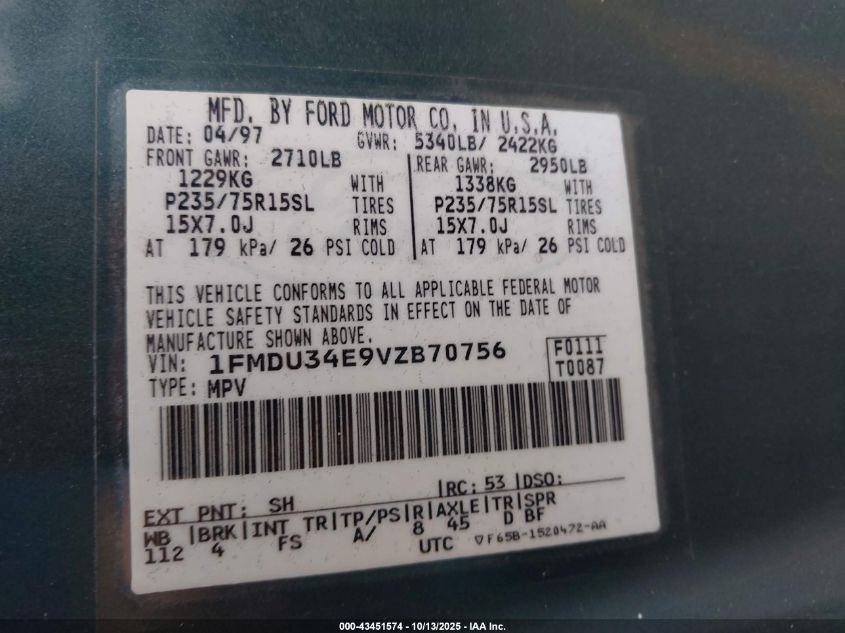 MFD. BY FORD MOTOR CO. IN U.S.A.
DATE: 04/97 GVWR: 5340LB/ 2422KG
FRONT GAWR: 2710LB REAR GAWR: 2950LB
1229KG WITH 1338KG WITH
P235/75R15SL TIRES P235/75R15SL TIRES
15X7.0J RIMS 15X7.0J RIMS
AT 179 kPa/ 26 PSI COLD AT 179 kPa/ 26 PSI COLD
THIS VEHICLE CONFORMS TO ALL APPLICABLE FEDERAL MOTOR
VEHICLE SAFETY STANDARDS IN EFFECT ON THE DATE OF
MANUFACTURE SHOWN ABOVE.
VIN: 1FMDU34E9VZB70756 F0111
TYPE: MPV T0087
EXT PNT: SH RC: 53 DSO:
WB BRK INT TR TP/PS R AXLE TR SPR
112 4 FS A/ 8 45 D BF
UTC ▽F65B-1520472-AA
000-43451574 | 10/13/2025 - IAA Inc.